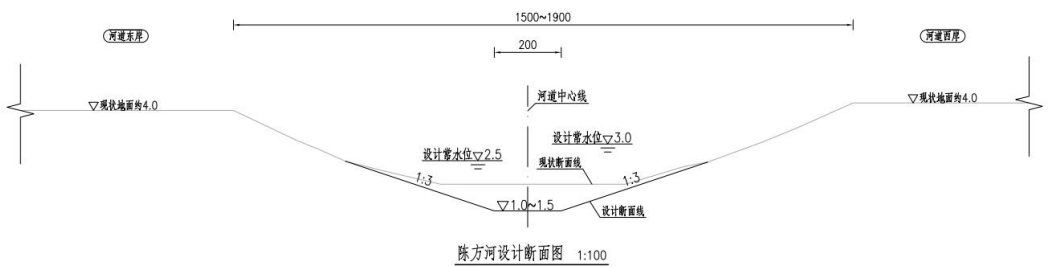 1500~1900
河道东岸
200
河道西岸
▽现状地面约4.0
河道中心线
▽现状地面约4.0
设计常水位▽3.0
设计常水位▽2.5
现状断面线
1:3
1:3
▽1.0~1.5
设计断面线
陈方河设计断面图 1:100